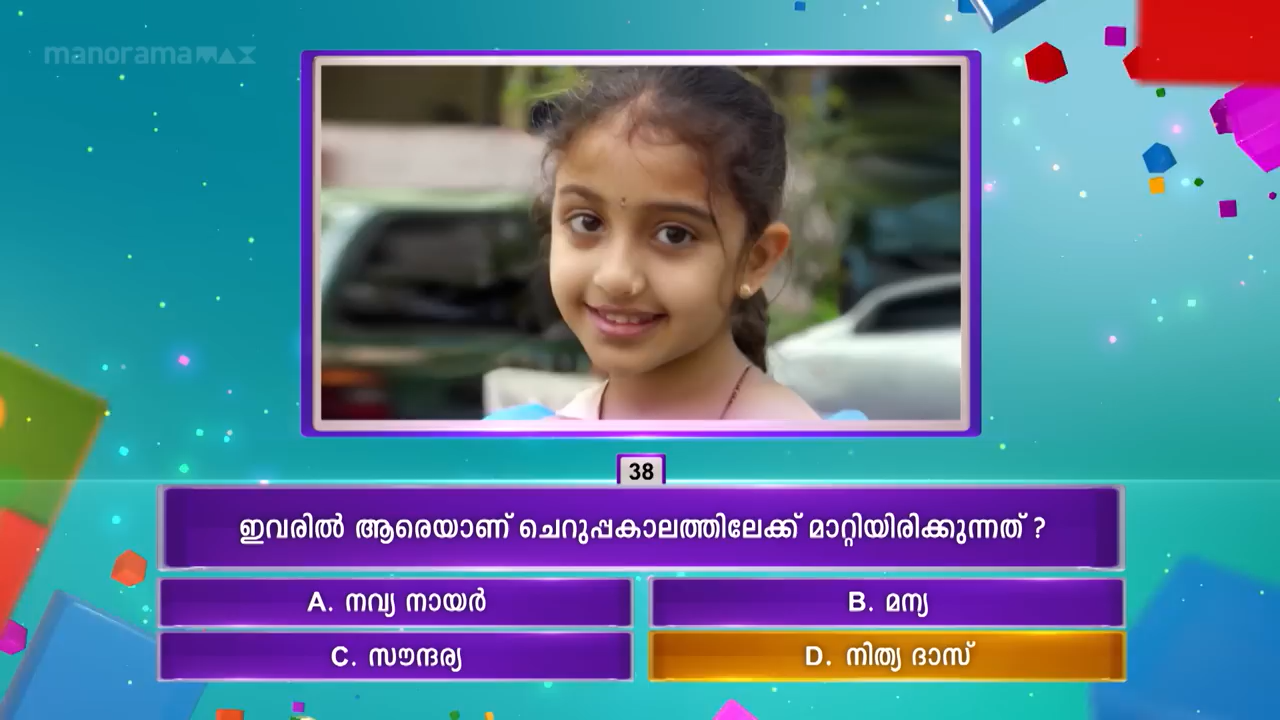 manoramaMAX
38
ഇവരിൽ ആരെയാണ് ചെറുപ്പകാലത്തിലേക്ക് മാറ്റിയിരിക്കുന്നത് ?
A. നവ്യ നായർ
B. മന്യ
C. സൗന്ദര്യ
D. നിത്യ ദാസ്